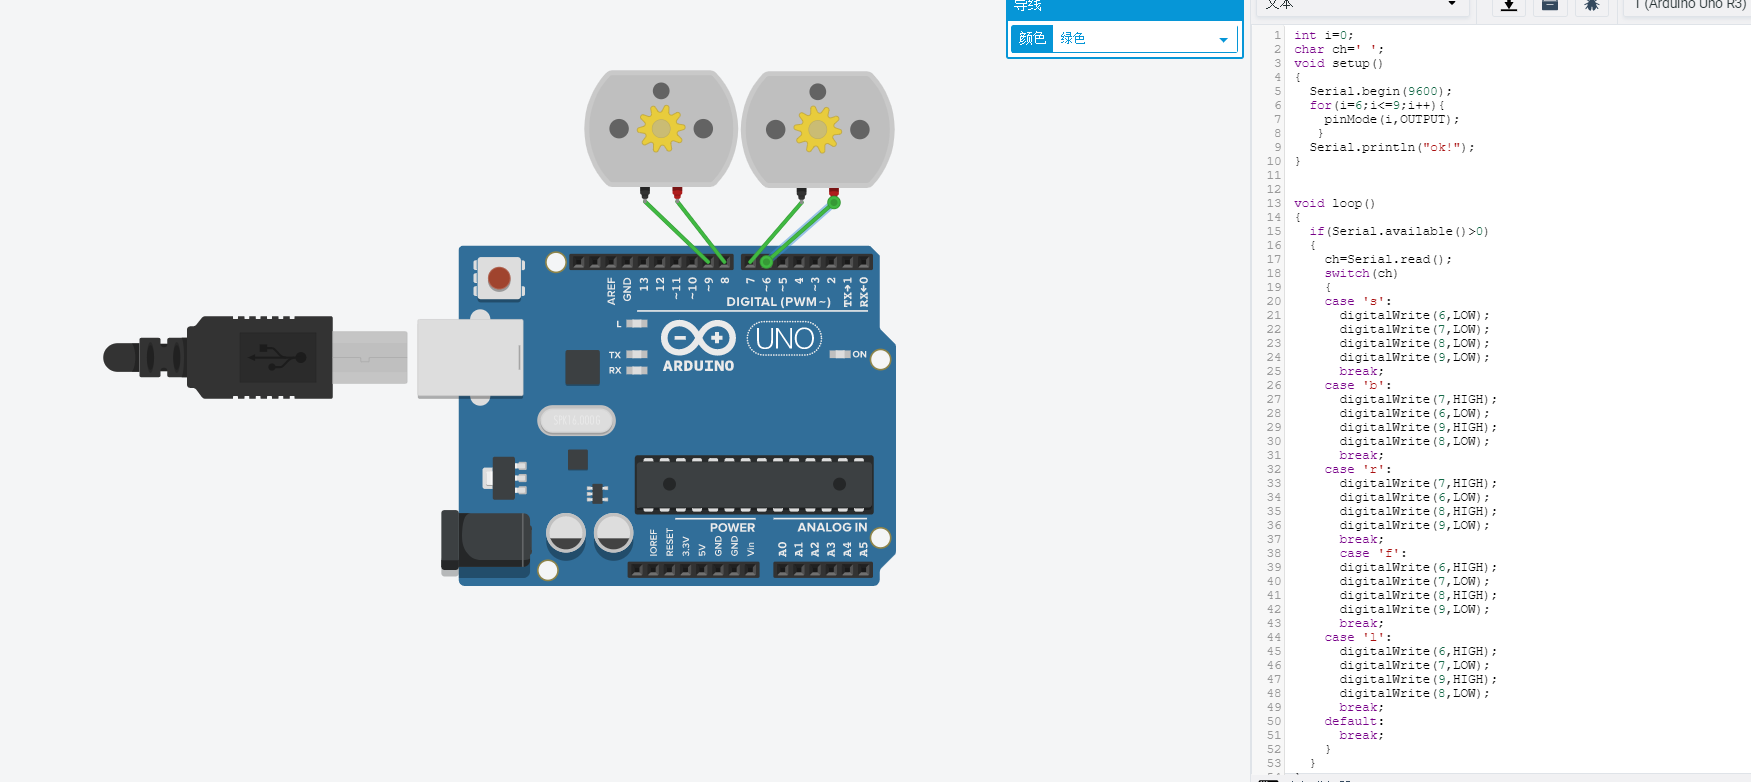 导线
颜色 绿色
文本
1 (Arduino Uno R3)
AREF
GND
13
12
~11
~10
~9
8
7
~6
~5
4
~3
2
TX→1
RX←0
DIGITAL (PWM~)
L
TX
RX
ARDUINO
UNO
ON
IOREF
RESET
3.3V
5V
GND
GND
Vin
POWER
ANALOG IN
A0
A1
A2
A3
A4
A5
1 int i=0;
2 char ch=' ';
3 void setup()
4 {
5 Serial.begin(9600);
6 for(i=6;i<=9;i++){
7 pinMode(i,OUTPUT);
8 }
9 Serial.println("ok!");
10 }
11
12
13 void loop()
14 {
15 if(Serial.available()>0)
16 {
17 ch=Serial.read();
18 switch(ch)
19 {
20 case 's':
21 digitalWrite(6,LOW);
22 digitalWrite(7,LOW);
23 digitalWrite(8,LOW);
24 digitalWrite(9,LOW);
25 break;
26 case 'b':
27 digitalWrite(7,HIGH);
28 digitalWrite(6,LOW);
29 digitalWrite(9,HIGH);
30 digitalWrite(8,LOW);
31 break;
32 case 'r':
33 digitalWrite(7,HIGH);
34 digitalWrite(6,LOW);
35 digitalWrite(8,HIGH);
36 digitalWrite(9,LOW);
37 break;
38 case 'f':
39 digitalWrite(6,HIGH);
40 digitalWrite(7,LOW);
41 digitalWrite(8,HIGH);
42 digitalWrite(9,LOW);
43 break;
44 case 'l':
45 digitalWrite(6,HIGH);
46 digitalWrite(7,LOW);
47 digitalWrite(9,HIGH);
48 digitalWrite(8,LOW);
49 break;
50 default:
51 break;
52 }
53 }